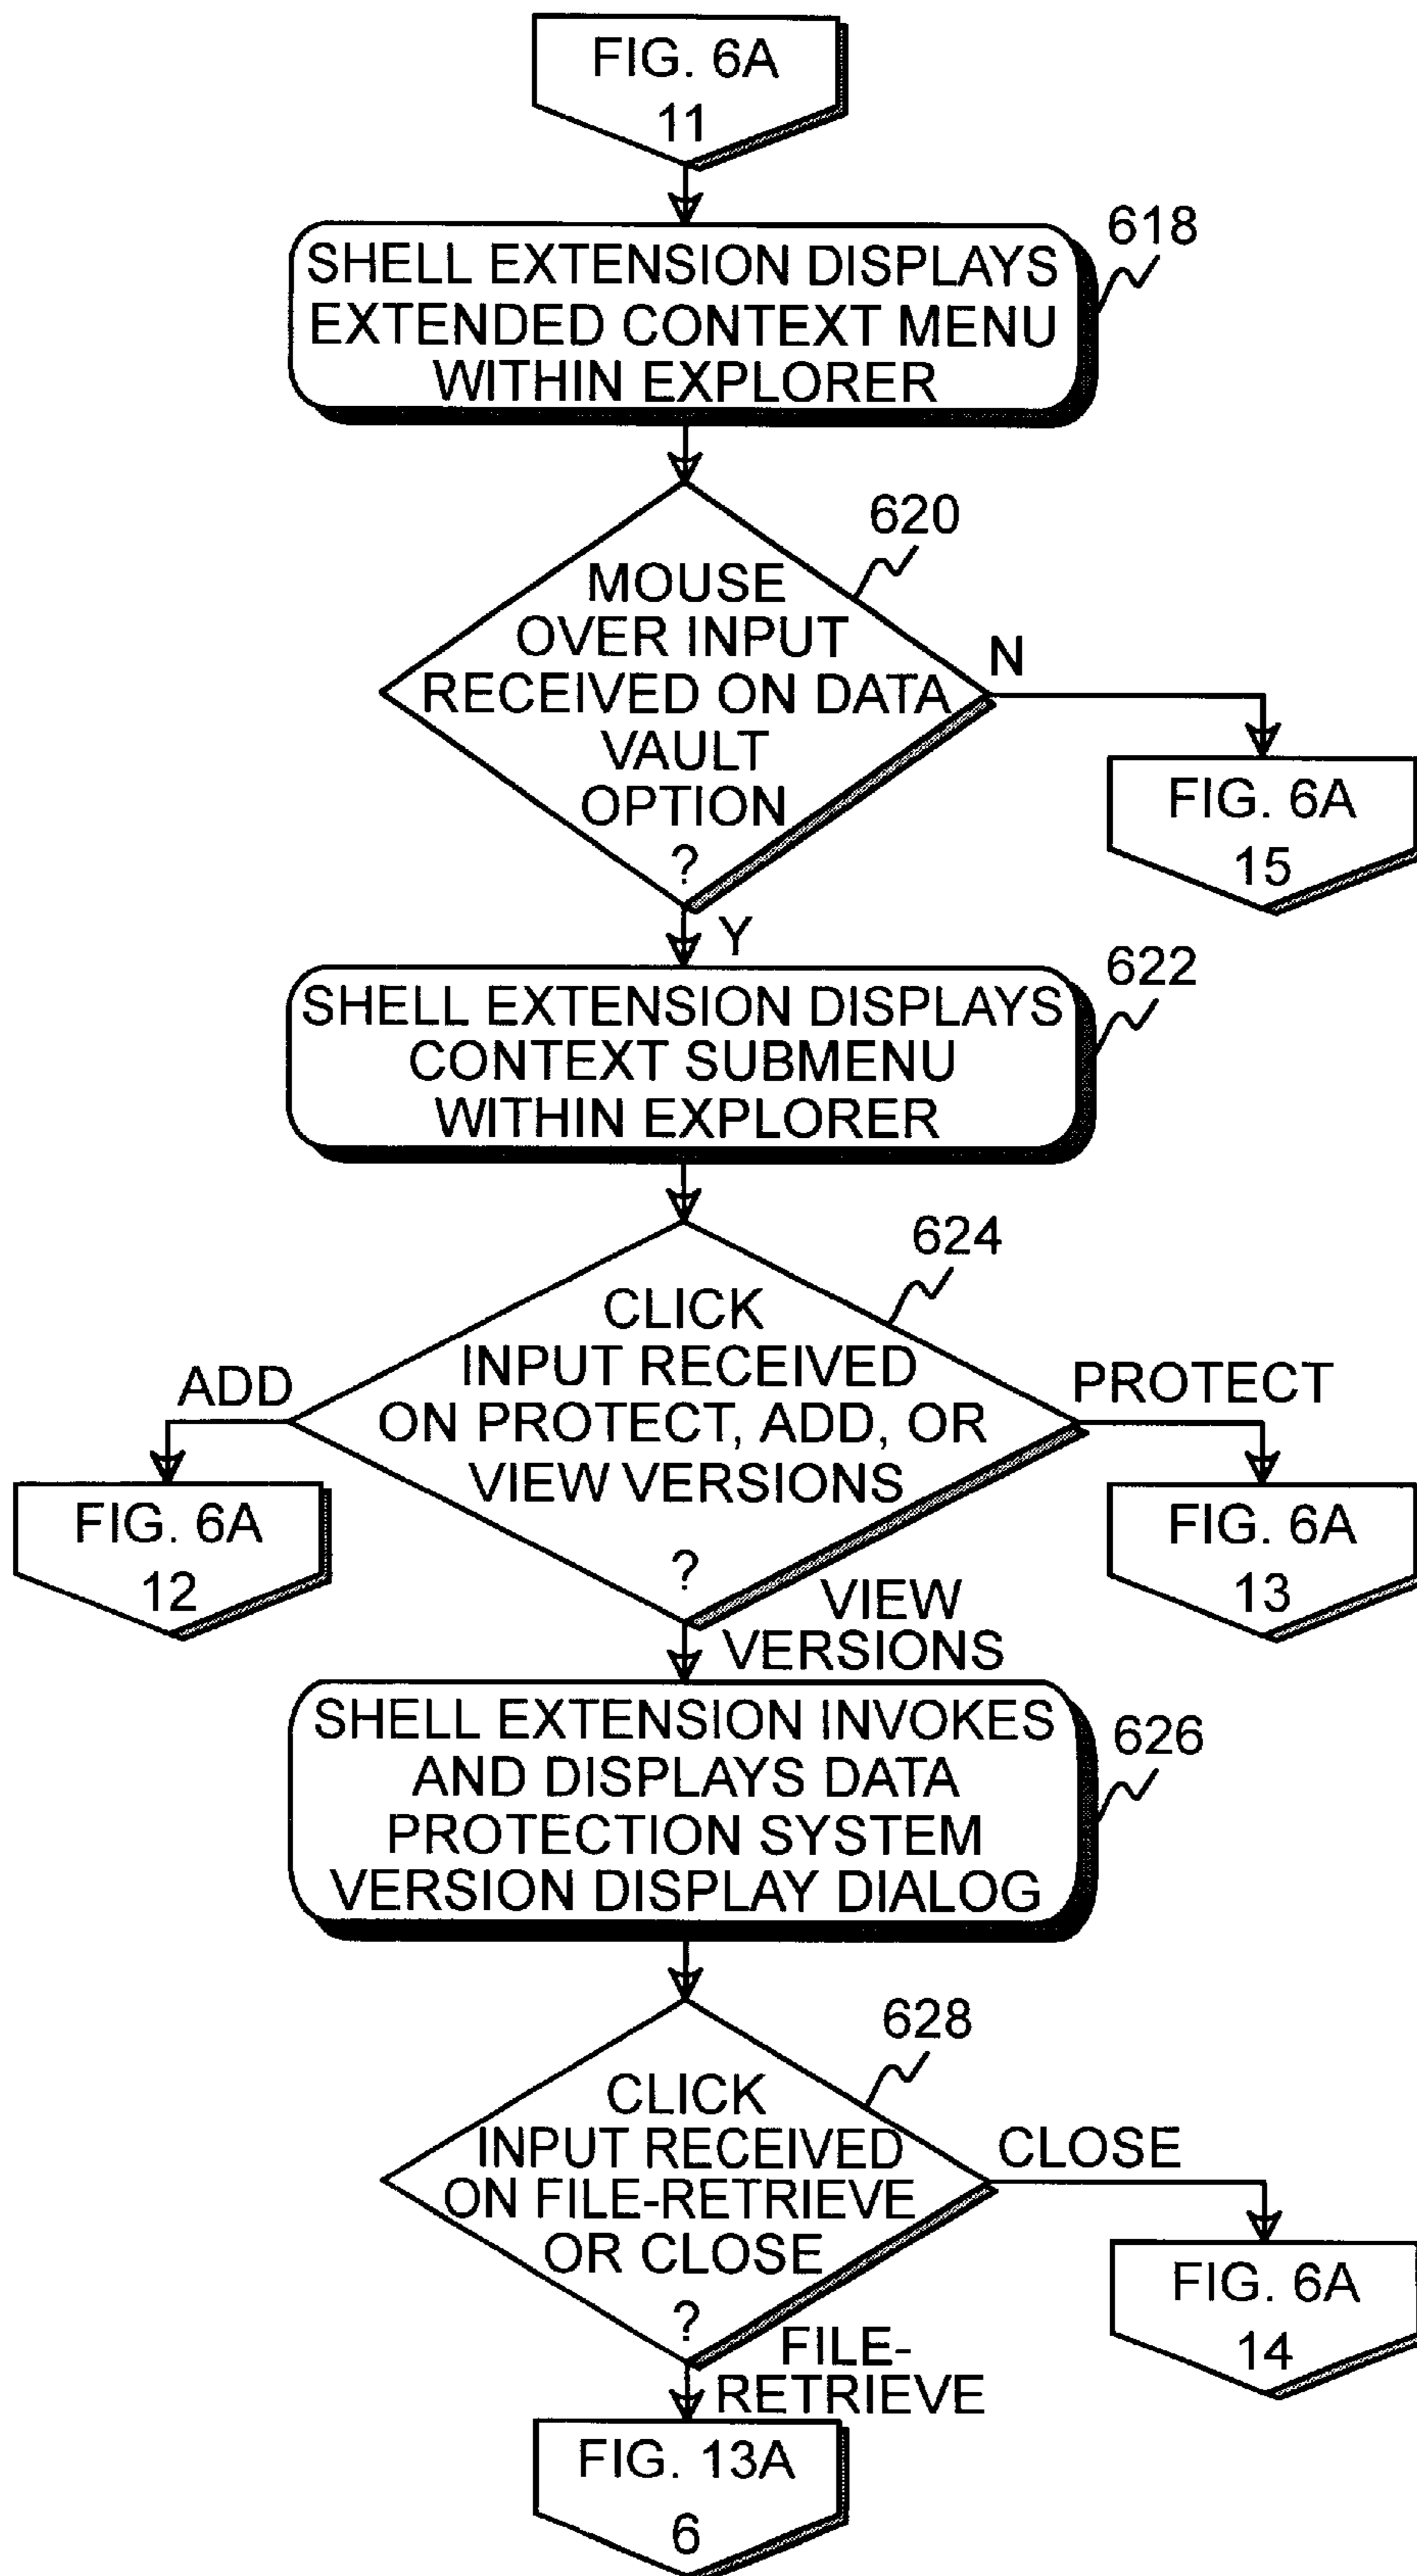 FIG. 6A
11
SHELL EXTENSION DISPLAYS
EXTENDED CONTEXT MENU
WITHIN EXPLORER
618
MOUSE
OVER INPUT
RECEIVED ON DATA
VAULT
OPTION
?
620
N
FIG. 6A
15
Y
SHELL EXTENSION DISPLAYS
CONTEXT SUBMENU
WITHIN EXPLORER
622
CLICK
INPUT RECEIVED
ON PROTECT, ADD, OR
VIEW VERSIONS
?
624
ADD
FIG. 6A
12
PROTECT
FIG. 6A
13
VIEW
VERSIONS
SHELL EXTENSION INVOKES
AND DISPLAYS DATA
PROTECTION SYSTEM
VERSION DISPLAY DIALOG
626
CLICK
INPUT RECEIVED
ON FILE-RETRIEVE
OR CLOSE
?
628
CLOSE
FIG. 6A
14
FILE-
RETRIEVE
FIG. 13A
6